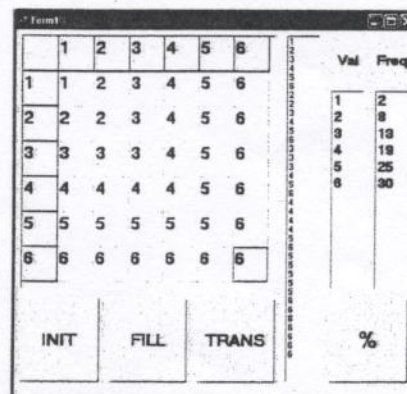 Form1
1 2 3 4 5 6
Val Freq
1 1 2 3 4 5 6
2 2 2 3 4 5 6
3 3 3 3 4 5 6
4 4 4 4 4 5 6
5 5 5 5 5 5 6
6 6 6 6 6 6 6
1 2
2 8
3 13
4 19
5 25
6 30
INIT FILL TRANS %